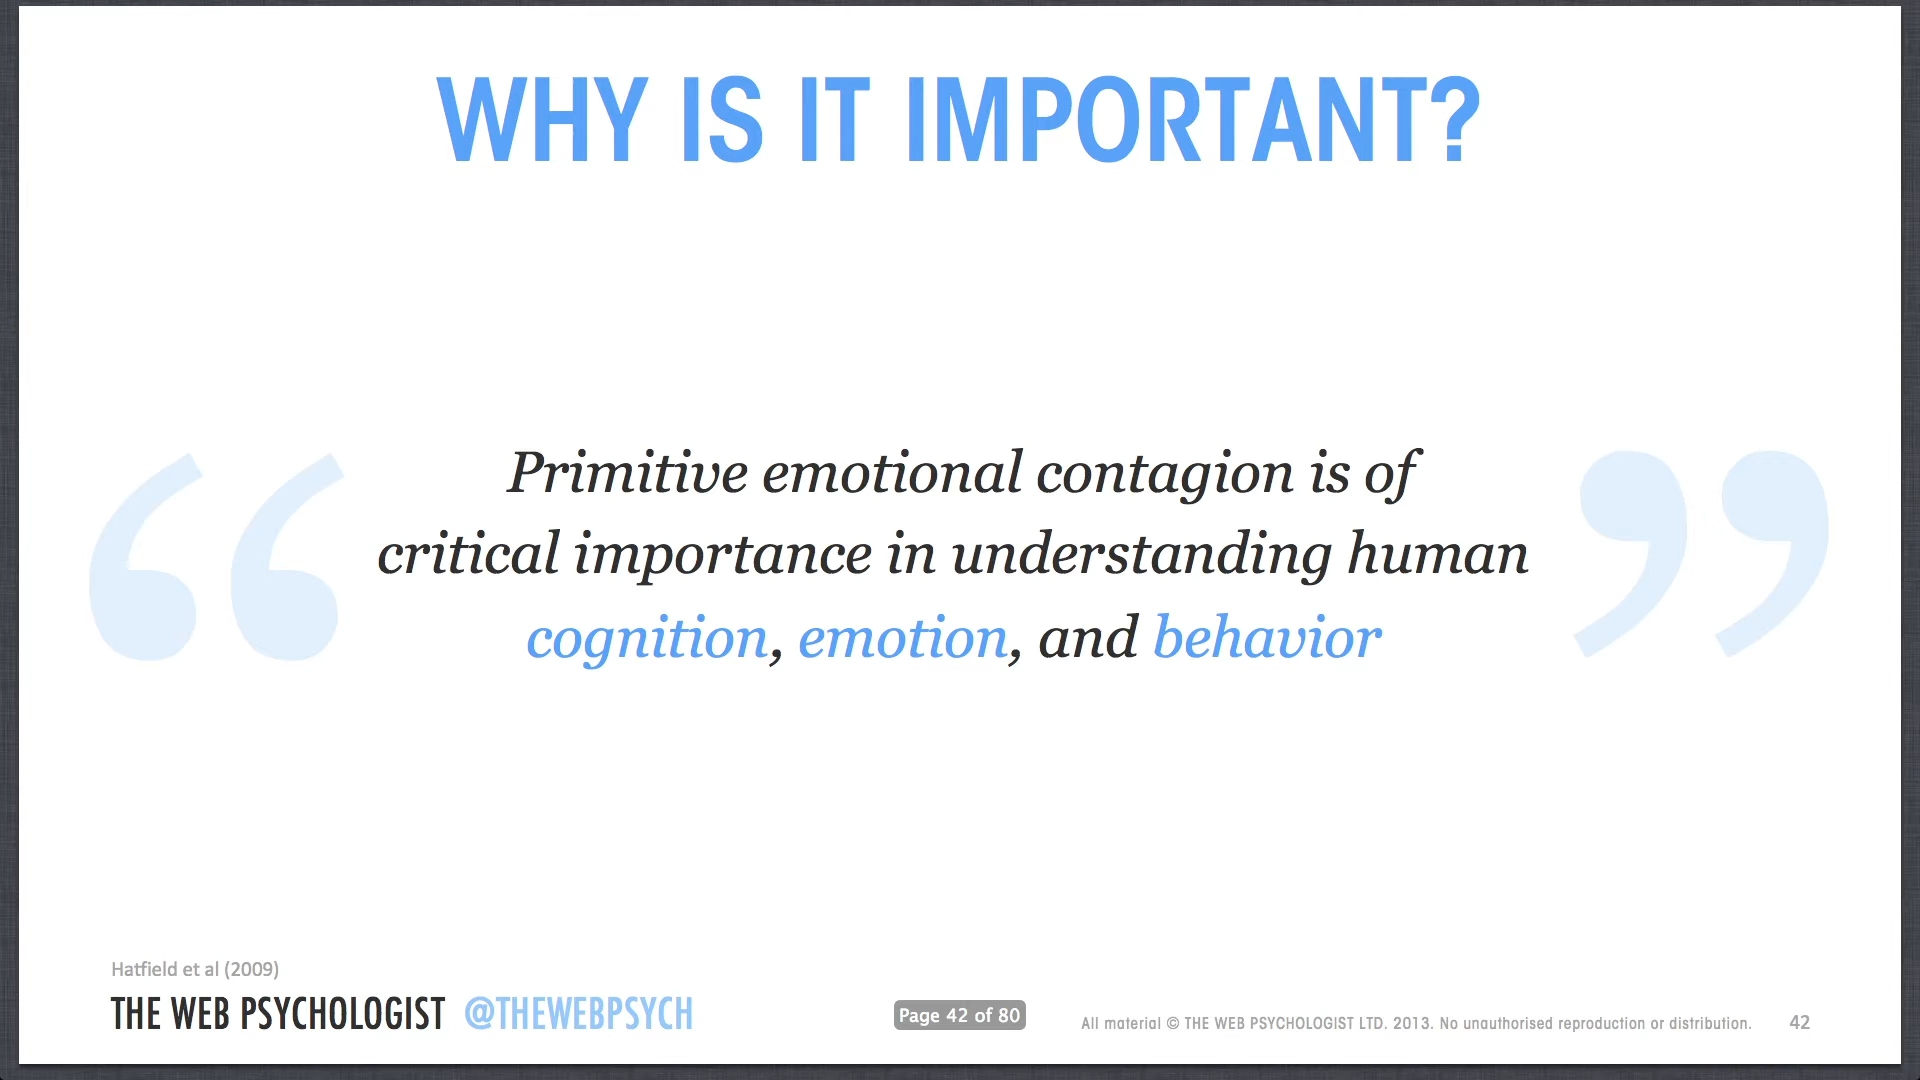 WHY IS IT IMPORTANT?
“Primitive emotional contagion is of
critical importance in understanding human
cognition, emotion, and behavior”
Hatfield et al (2009)
THE WEB PSYCHOLOGIST @THEWEBPSYCH
Page 42 of 80
All material © THE WEB PSYCHOLOGIST LTD. 2013. No unauthorised reproduction or distribution. 42